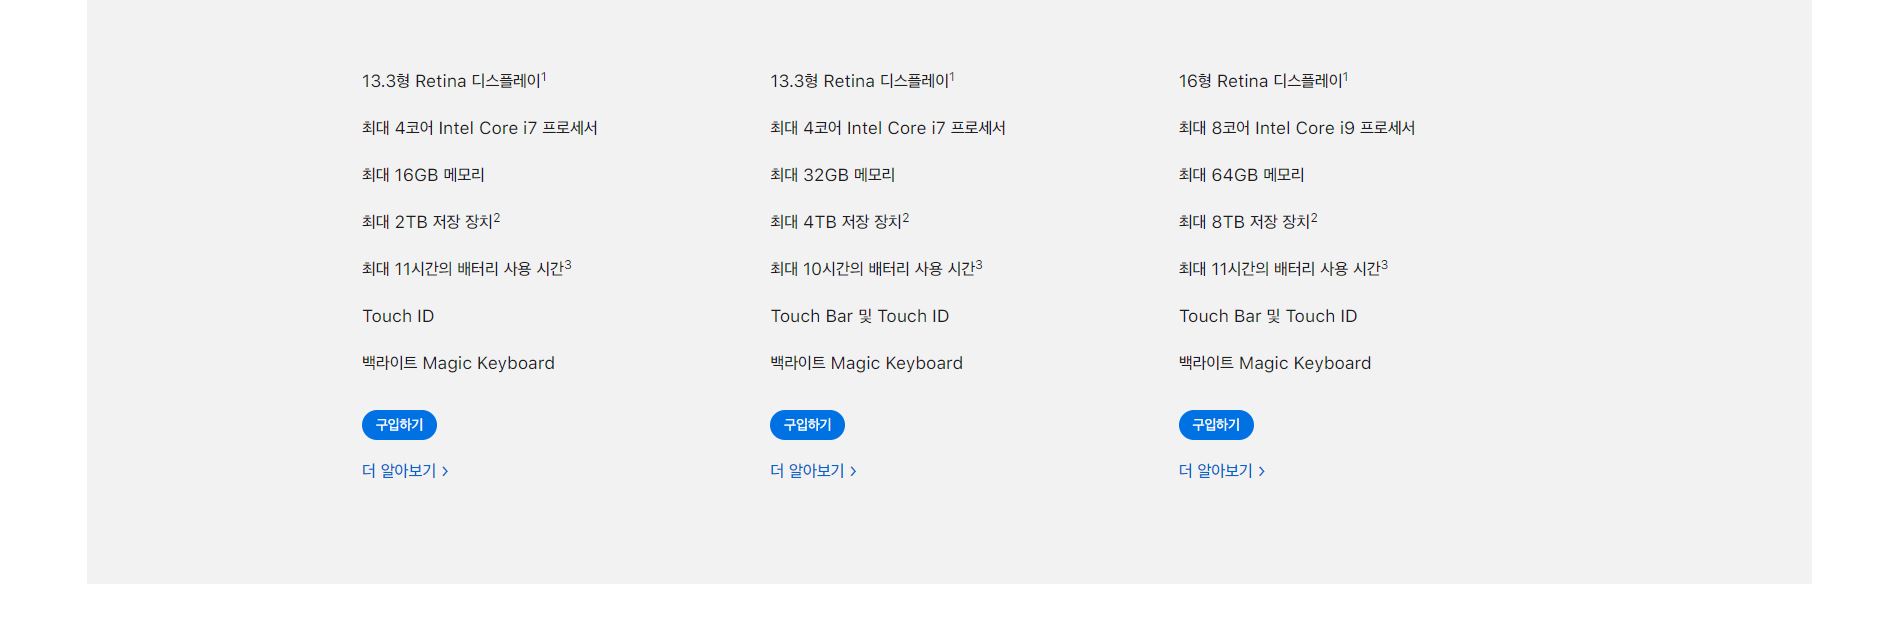 13.3형 Retina 디스플레이1
최대 4코어 Intel Core i7 프로세서
최대 16GB 메모리
최대 2TB 저장 장치2
최대 11시간의 배터리 사용 시간3
Touch ID
백라이트 Magic Keyboard
구입하기
더 알아보기 >
13.3형 Retina 디스플레이1
최대 4코어 Intel Core i7 프로세서
최대 32GB 메모리
최대 4TB 저장 장치2
최대 10시간의 배터리 사용 시간3
Touch Bar 및 Touch ID
백라이트 Magic Keyboard
구입하기
더 알아보기 >
16형 Retina 디스플레이1
최대 8코어 Intel Core i9 프로세서
최대 64GB 메모리
최대 8TB 저장 장치2
최대 11시간의 배터리 사용 시간3
Touch Bar 및 Touch ID
백라이트 Magic Keyboard
구입하기
더 알아보기 >